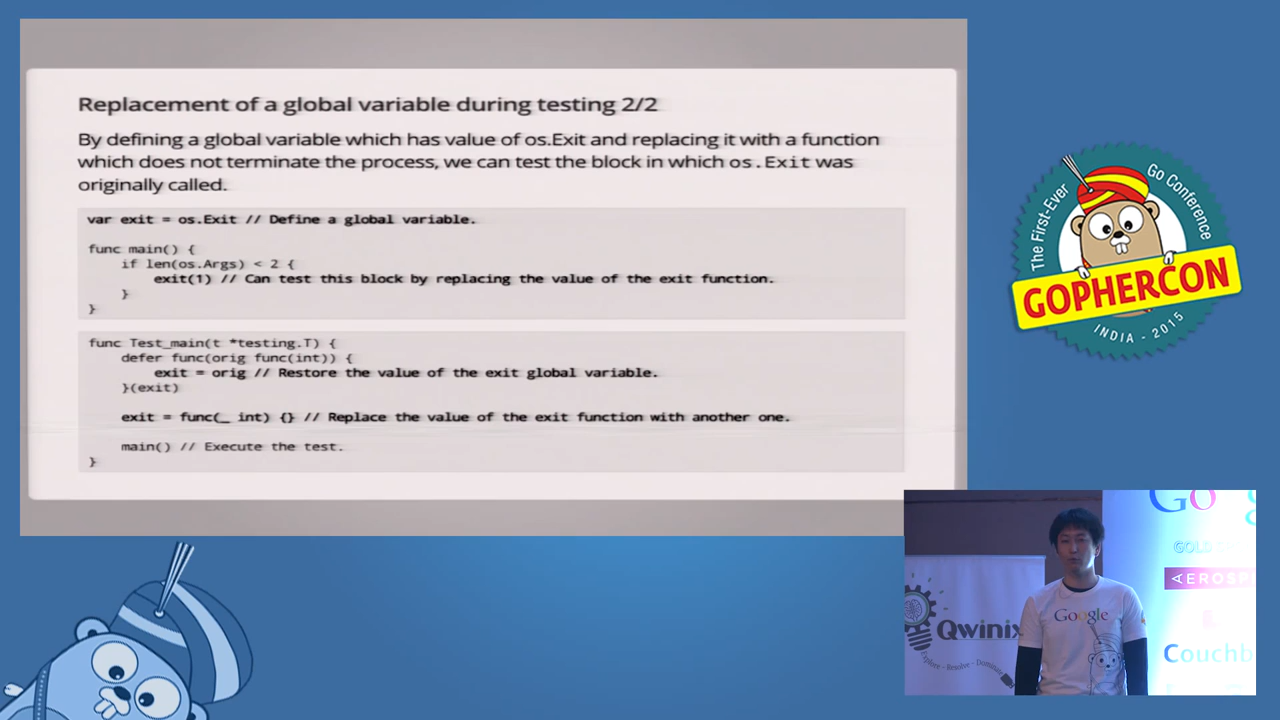 Replacement of a global variable during testing 2/2
By defining a global variable which has value of os.Exit and replacing it with a function
which does not terminate the process, we can test the block in which os.Exit was
originally called.
var exit = os.Exit // Define a global variable.
func main() {
if len(os.Args) < 2 {
exit(1) // Can test this block by replacing the value of the exit function.
}
}
func Test_main(t *testing.T) {
defer func(orig func(int)) {
exit = orig // Restore the value of the exit global variable.
}(exit)
exit = func(_ int) {} // Replace the value of the exit function with another one.
main() // Execute the test.
}
The First-Ever
Go Conference
GOPHERCON
INDIA - 2015
Go
GOLD
AEROSP
Qwinix
Resolve - Dominate
Google
Couchb